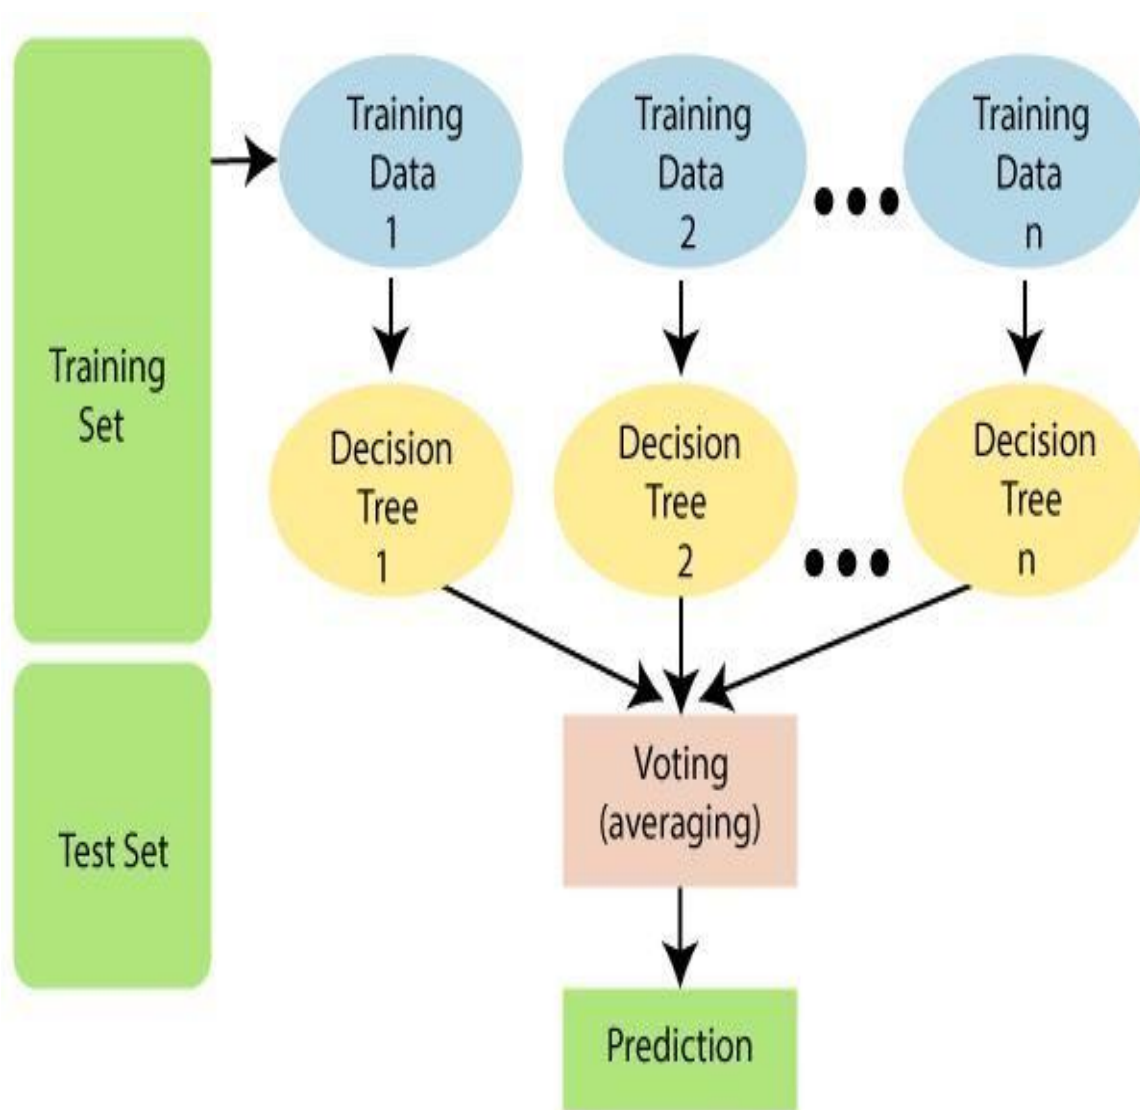 Training
Data
1
Training
Data
2
Training
Data
n
Training
Set
Decision
Tree
1
Decision
Tree
2
Decision
Tree
n
Voting
(averaging)
Test Set
Prediction